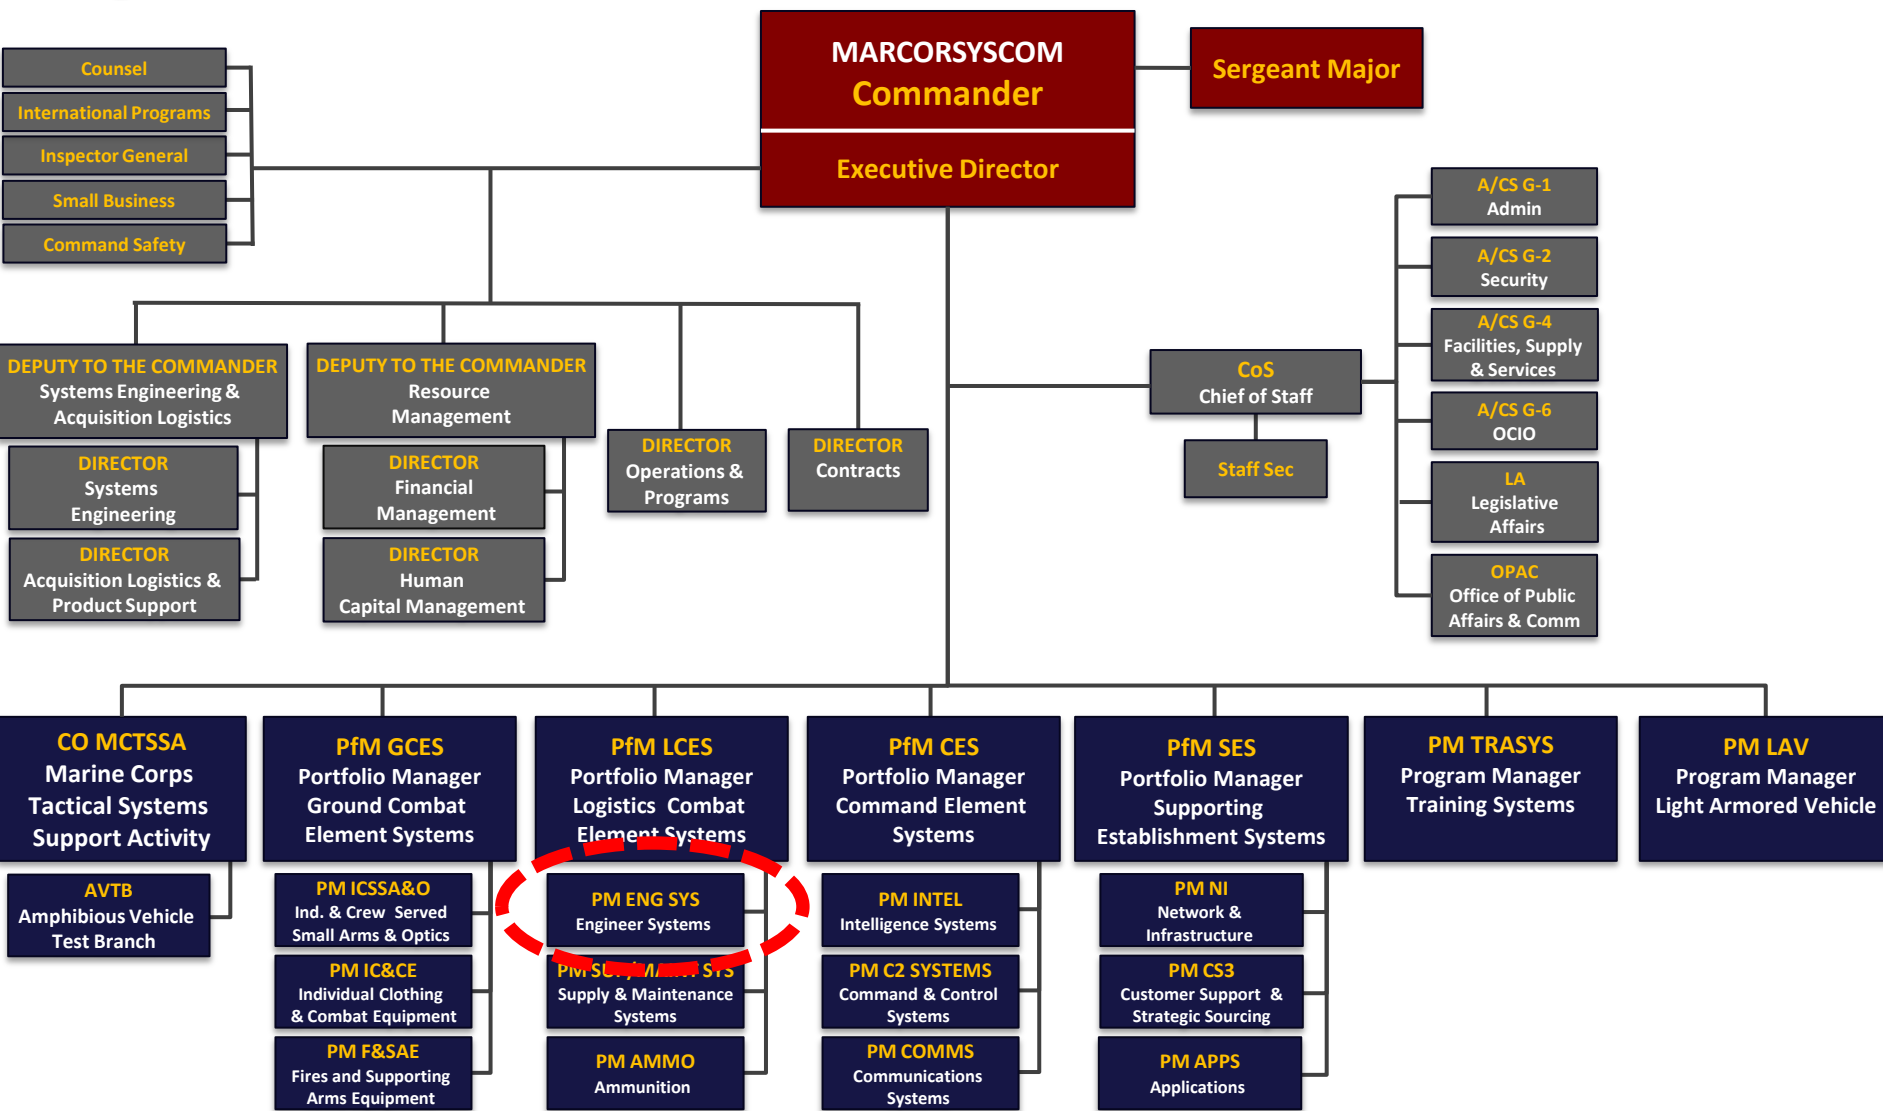 MARCORSYSCOM
Commander
Executive Director
Sergeant Major
Counsel
International Programs
Inspector General
Small Business
Command Safety
A/CS G-1
Admin
A/CS G-2
Security
A/CS G-4
Facilities, Supply
& Services
A/CS G-6
OCIO
LA
Legislative
Affairs
OPAC
Office of Public
Affairs & Comm
CoS
Chief of Staff
Staff Sec
DEPUTY TO THE COMMANDER
Systems Engineering &
Acquisition Logistics
DIRECTOR
Systems
Engineering
DIRECTOR
Acquisition Logistics &
Product Support
DEPUTY TO THE COMMANDER
Resource
Management
DIRECTOR
Financial
Management
DIRECTOR
Human
Capital Management
DIRECTOR
Operations &
Programs
DIRECTOR
Contracts
CO MCTSSA
Marine Corps
Tactical Systems
Support Activity
AVTB
Amphibious Vehicle
Test Branch
PfM GCES
Portfolio Manager
Ground Combat
Element Systems
PM ICSSA&O
Ind. & Crew Served
Small Arms & Optics
PM IC&CE
Individual Clothing
& Combat Equipment
PM F&SAE
Fires and Supporting
Arms Equipment
PfM LCES
Portfolio Manager
Logistics Combat
Element Systems
PM ENG SYS
Engineer Systems
PM SUP/MAINT SYS
Supply & Maintenance
Systems
PM AMMO
Ammunition
PfM CES
Portfolio Manager
Command Element
Systems
PM INTEL
Intelligence Systems
PM C2 SYSTEMS
Command & Control
Systems
PM COMMS
Communications
Systems
PfM SES
Portfolio Manager
Supporting
Establishment Systems
PM NI
Network &
Infrastructure
PM CS3
Customer Support &
Strategic Sourcing
PM APPS
Applications
PM TRASYS
Program Manager
Training Systems
PM LAV
Program Manager
Light Armored Vehicle